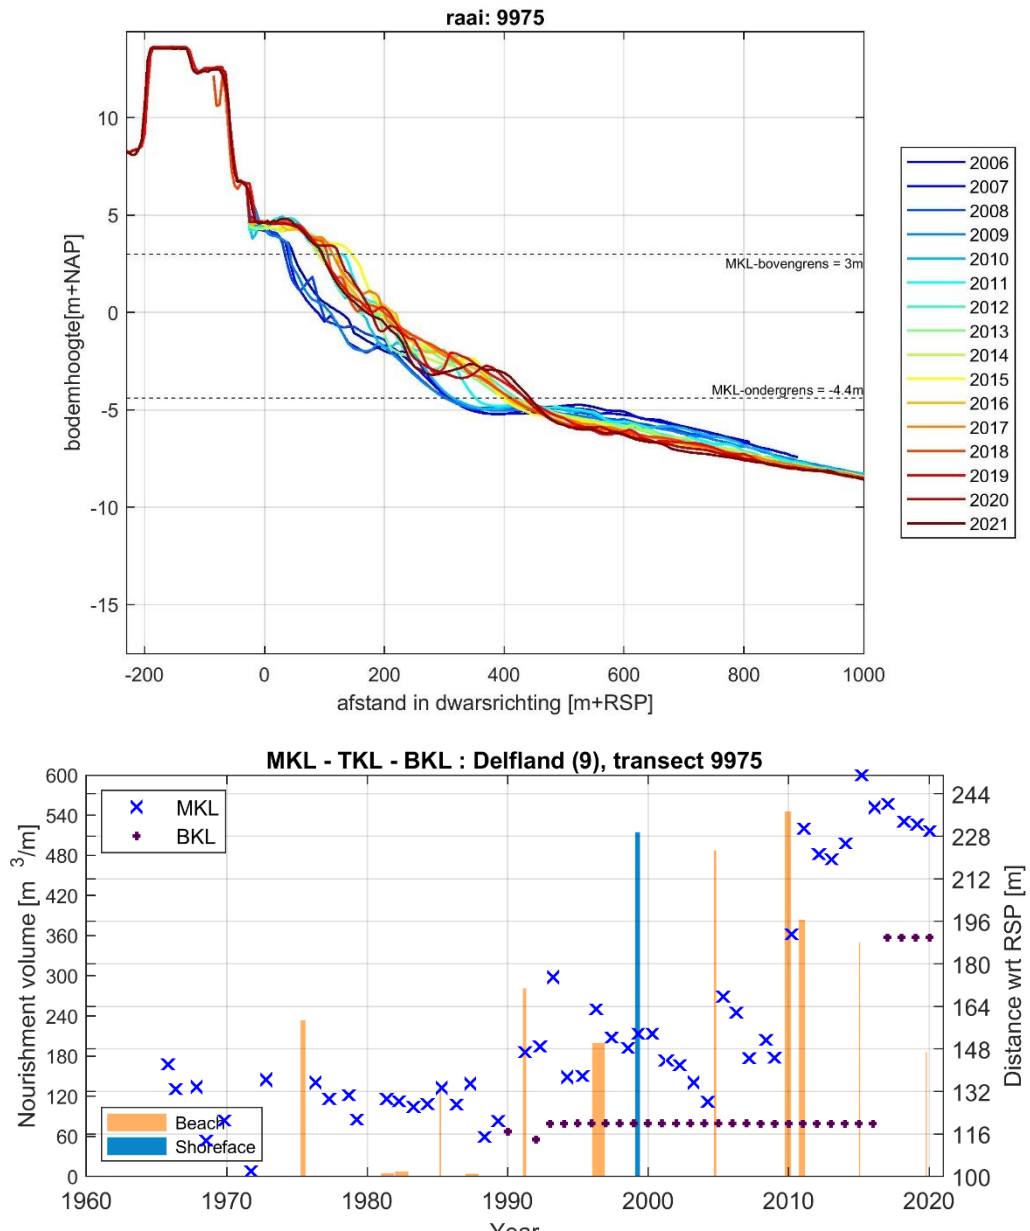 raai: 9975
10
5
0
-5
-10
-15
bodemhoogte[m+NAP]
MKL-bovengrens = 3m
MKL-ondergrens = -4.4m
-200 0 200 400 600 800 1000
afstand in dwarsrichting [m+RSP]
2006
2007
2008
2009
2010
2011
2012
2013
2014
2015
2016
2017
2018
2019
2020
2021
MKL - TKL - BKL : Delfland (9), transect 9975
600
540
480
420
360
300
240
180
120
60
0
Nourishment volume [m ³/m]
MKL
BKL
Beach
Shoreface
244
228
212
196
180
164
148
132
116
100
Distance wrt RSP [m]
1960 1970 1980 1990 2000 2010 2020
Year